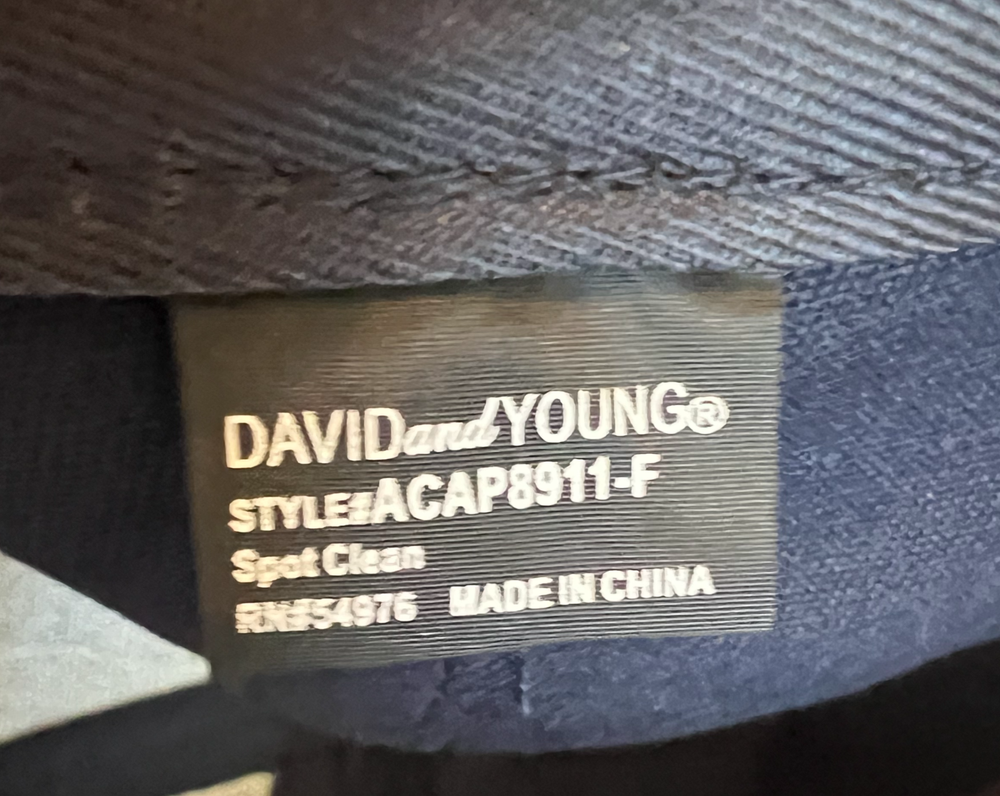 DAVIDandYOUNG®
STYLE#ACAP8911-F
Spot Clean
RN#54976 MADE IN CHINA